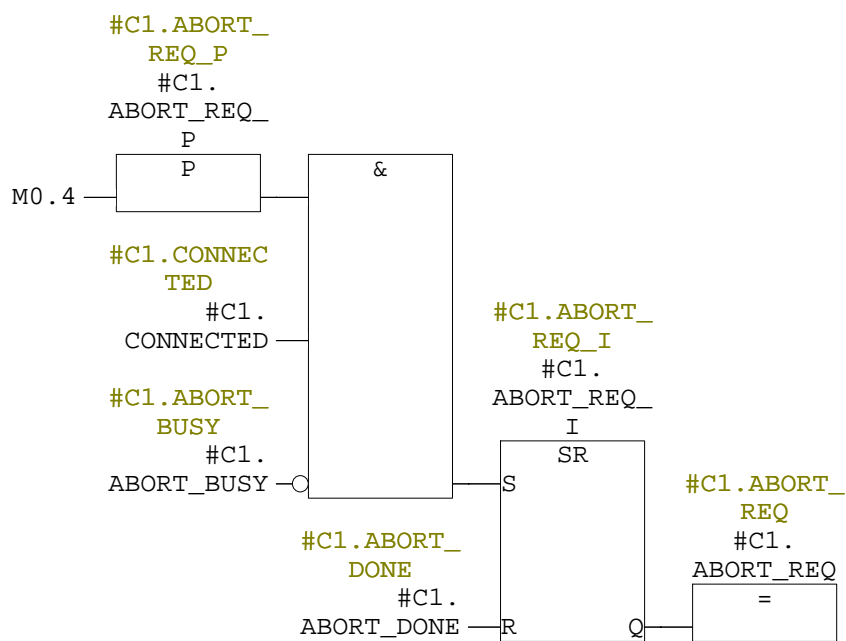 #C1.ABORT_
REQ_P
#C1.
ABORT_REQ_
P
P
&
M0.4
#C1.CONNEC
TED
#C1.
CONNECTED
#C1.ABORT_
REQ_I
#C1.
ABORT_REQ_
I
SR
#C1.ABORT_
BUSY
#C1.
ABORT_BUSY
S
#C1.ABORT_
REQ
#C1.
ABORT_REQ
=
#C1.ABORT_
DONE
#C1.
ABORT_DONE
R
Q